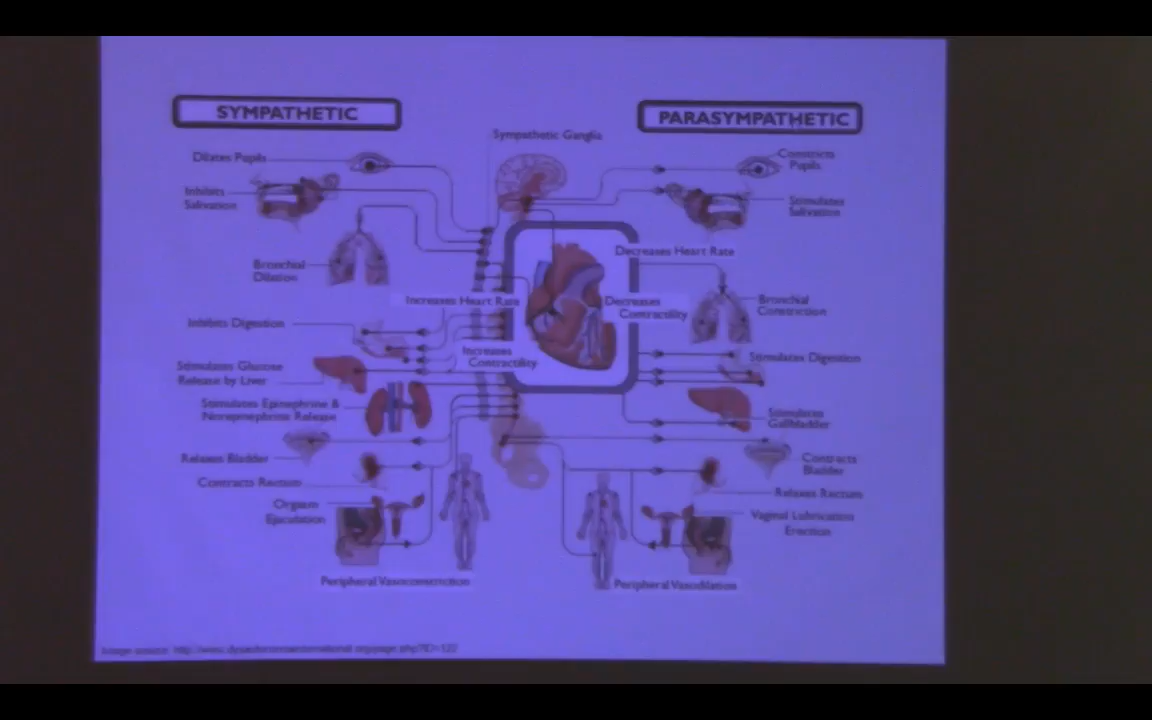 SYMPATHETIC
PARASYMPATHETIC
Sympathetic Ganglia
Dilates Pupils
Constricts
Pupils
Inhibits
Salivation
Stimulates
Salivation
Decreases Heart Rate
Bronchial
Dilation
Increases Heart Rate
Decreases
Contractility
Bronchial
Constriction
Inhibits Digestion
Increases
Contractility
Stimulates Digestion
Stimulates Glucose
Release by Liver
Stimulates Epinephrine &
Norepinephrine Release
Stimulates
Gallbladder
Relaxes Bladder
Contracts
Bladder
Contracts Rectum
Relaxes Rectum
Orgasm
Ejaculation
Vaginal Lubrication
Erection
Peripheral Vasoconstriction
Peripheral Vasodilation
Image source: